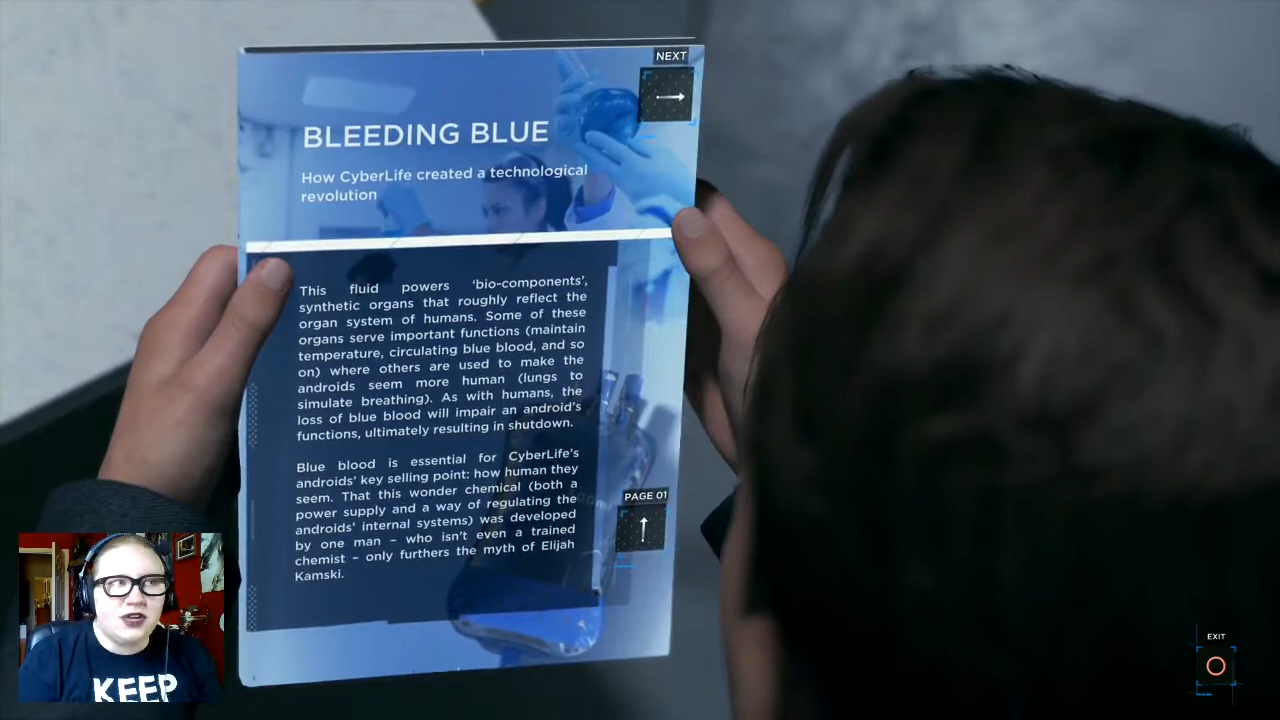 NEXT
BLEEDING BLUE
How CyberLife created a technological
revolution
This fluid powers ‘bio-components’,
synthetic organs that roughly reflect the
organ system of humans. Some of these
organs serve important functions (maintain
temperature, circulating blue blood, and so
on) where others are used to make the
androids seem more human (lungs to
simulate breathing). As with humans, the
loss of blue blood will impair an android's
functions, ultimately resulting in shutdown.
Blue blood is essential for CyberLife's
androids' key selling point: how human they
seem. That this wonder chemical (both a
power supply and a way of regulating the
androids' internal systems) was developed
by one man – who isn't even a trained
chemist – only furthers the myth of Elijah
Kamski.
PAGE 01
KEEP
EXIT